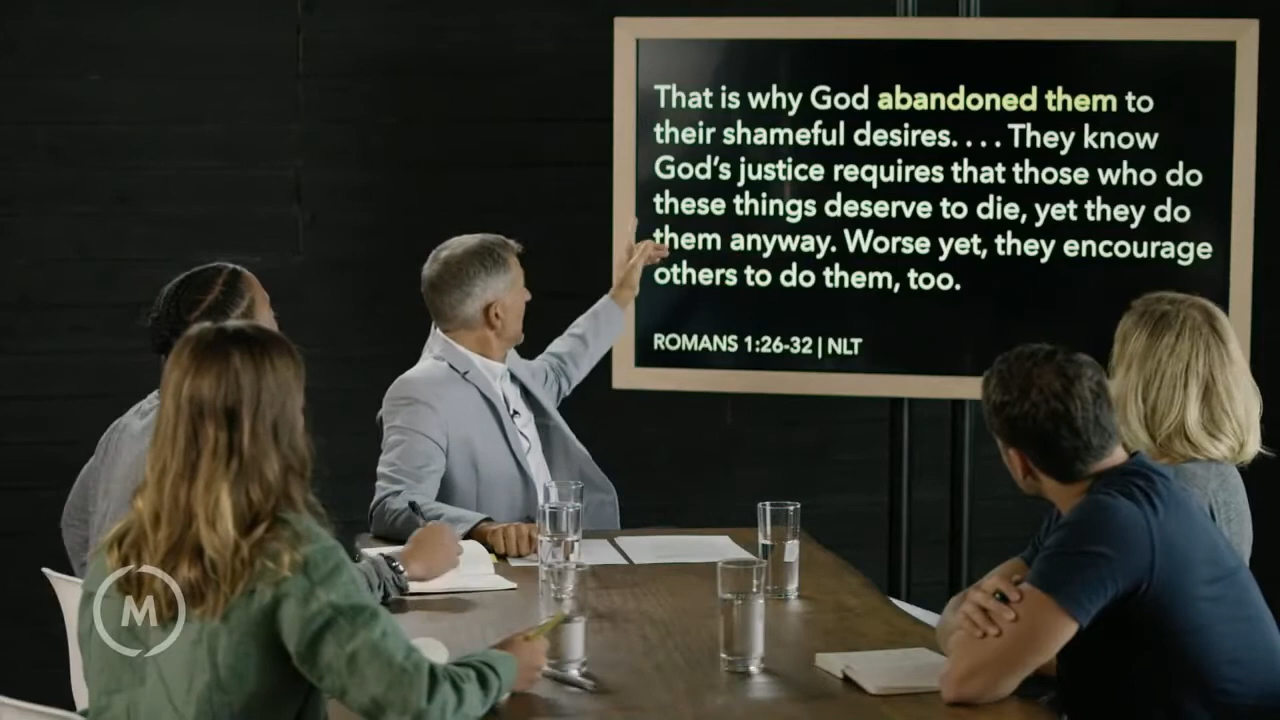 That is why God abandoned them to
their shameful desires. . . . They know
God's justice requires that those who do
these things deserve to die, yet they do
them anyway. Worse yet, they encourage
others to do them, too.
ROMANS 1:26-32 | NLT
M